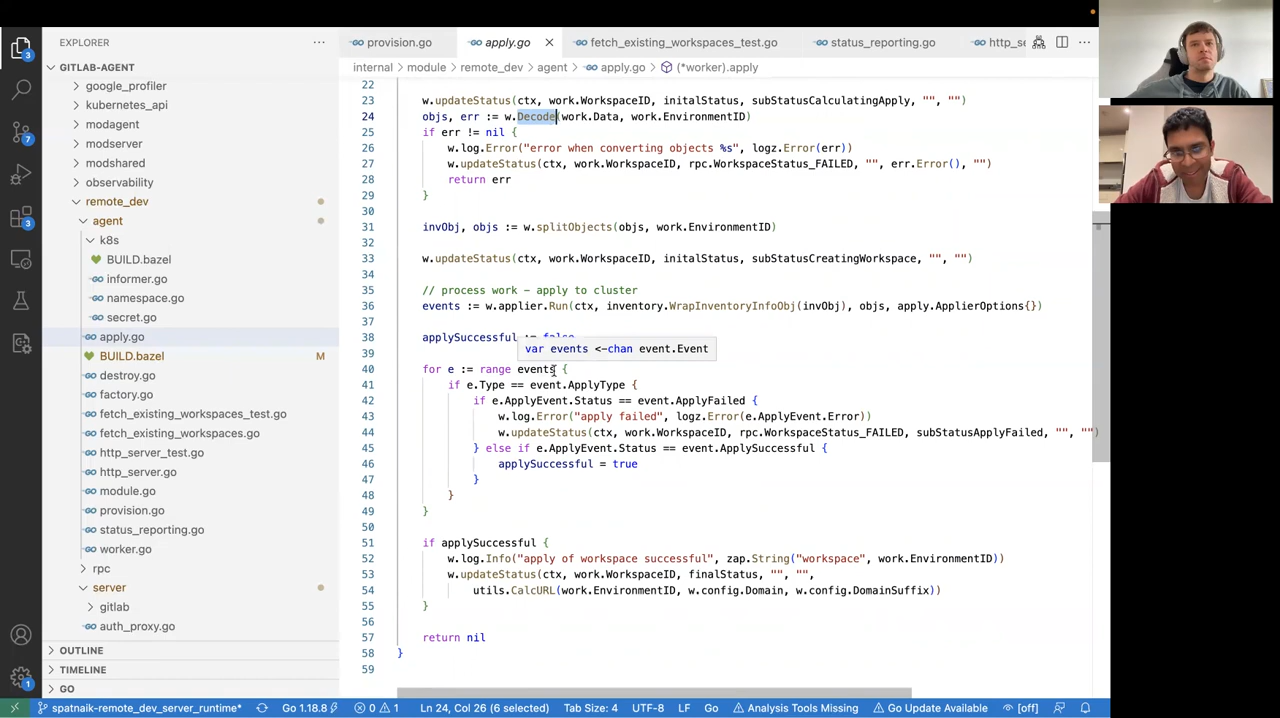 EXPLORER
GITLAB-AGENT
google_profiler
kubernetes_api
modagent
modserver
modshared
observability
remote_dev
agent
k8s
BUILD.bazel
informer.go
namespace.go
secret.go
apply.go
BUILD.bazel M
destroy.go
factory.go
fetch_existing_workspaces_test.go
fetch_existing_workspaces.go
http_server_test.go
http_server.go
module.go
provision.go
status_reporting.go
worker.go
rpc
server
gitlab
auth_proxy.go
OUTLINE
TIMELINE
GO
3
7
3
1
provision.go apply.go fetch_existing_workspaces_test.go status_reporting.go http_se
internal > module > remote_dev > agent > apply.go > (*worker).apply
22
23 w.updateStatus(ctx, work.WorkspaceID, initalStatus, subStatusCalculatingApply, "", "")
24 objs, err := w.Decode(work.Data, work.EnvironmentID)
25 if err != nil {
26 w.log.Error("error when converting objects %s", logz.Error(err))
27 w.updateStatus(ctx, work.WorkspaceID, rpc.WorkspaceStatus_FAILED, "", err.Error(), "")
28 return err
29 }
30
31 invObj, objs := w.splitObjects(objs, work.EnvironmentID)
32
33 w.updateStatus(ctx, work.WorkspaceID, initalStatus, subStatusCreatingWorkspace, "", "")
34
35 // process work - apply to cluster
36 events := w.applier.Run(ctx, inventory.WrapInventoryInfoObj(invObj), objs, apply.ApplierOptions{})
37
38 applySuccessful := false
var events <-chan event.Event
39
40 for e := range events {
41 if e.Type == event.ApplyType {
42 if e.ApplyEvent.Status == event.ApplyFailed {
43 w.log.Error("apply failed", logz.Error(e.ApplyEvent.Error))
44 w.updateStatus(ctx, work.WorkspaceID, rpc.WorkspaceStatus_FAILED, subStatusApplyFailed, "", "")
45 } else if e.ApplyEvent.Status == event.ApplySuccessful {
46 applySuccessful = true
47 }
48 }
49 }
50
51 if applySuccessful {
52 w.log.Info("apply of workspace successful", zap.String("workspace", work.EnvironmentID))
53 w.updateStatus(ctx, work.WorkspaceID, finalStatus, "", "",
54 utils.CalcURL(work.EnvironmentID, w.config.Domain, w.config.DomainSuffix))
55 }
56
57 return nil
58 }
59
spatnaik-remote_dev_server_runtime* Go 1.18.8 0 1 Ln 24, Col 26 (6 selected) Tab Size: 4 UTF-8 LF Go Analysis Tools Missing Go Update Available [off]